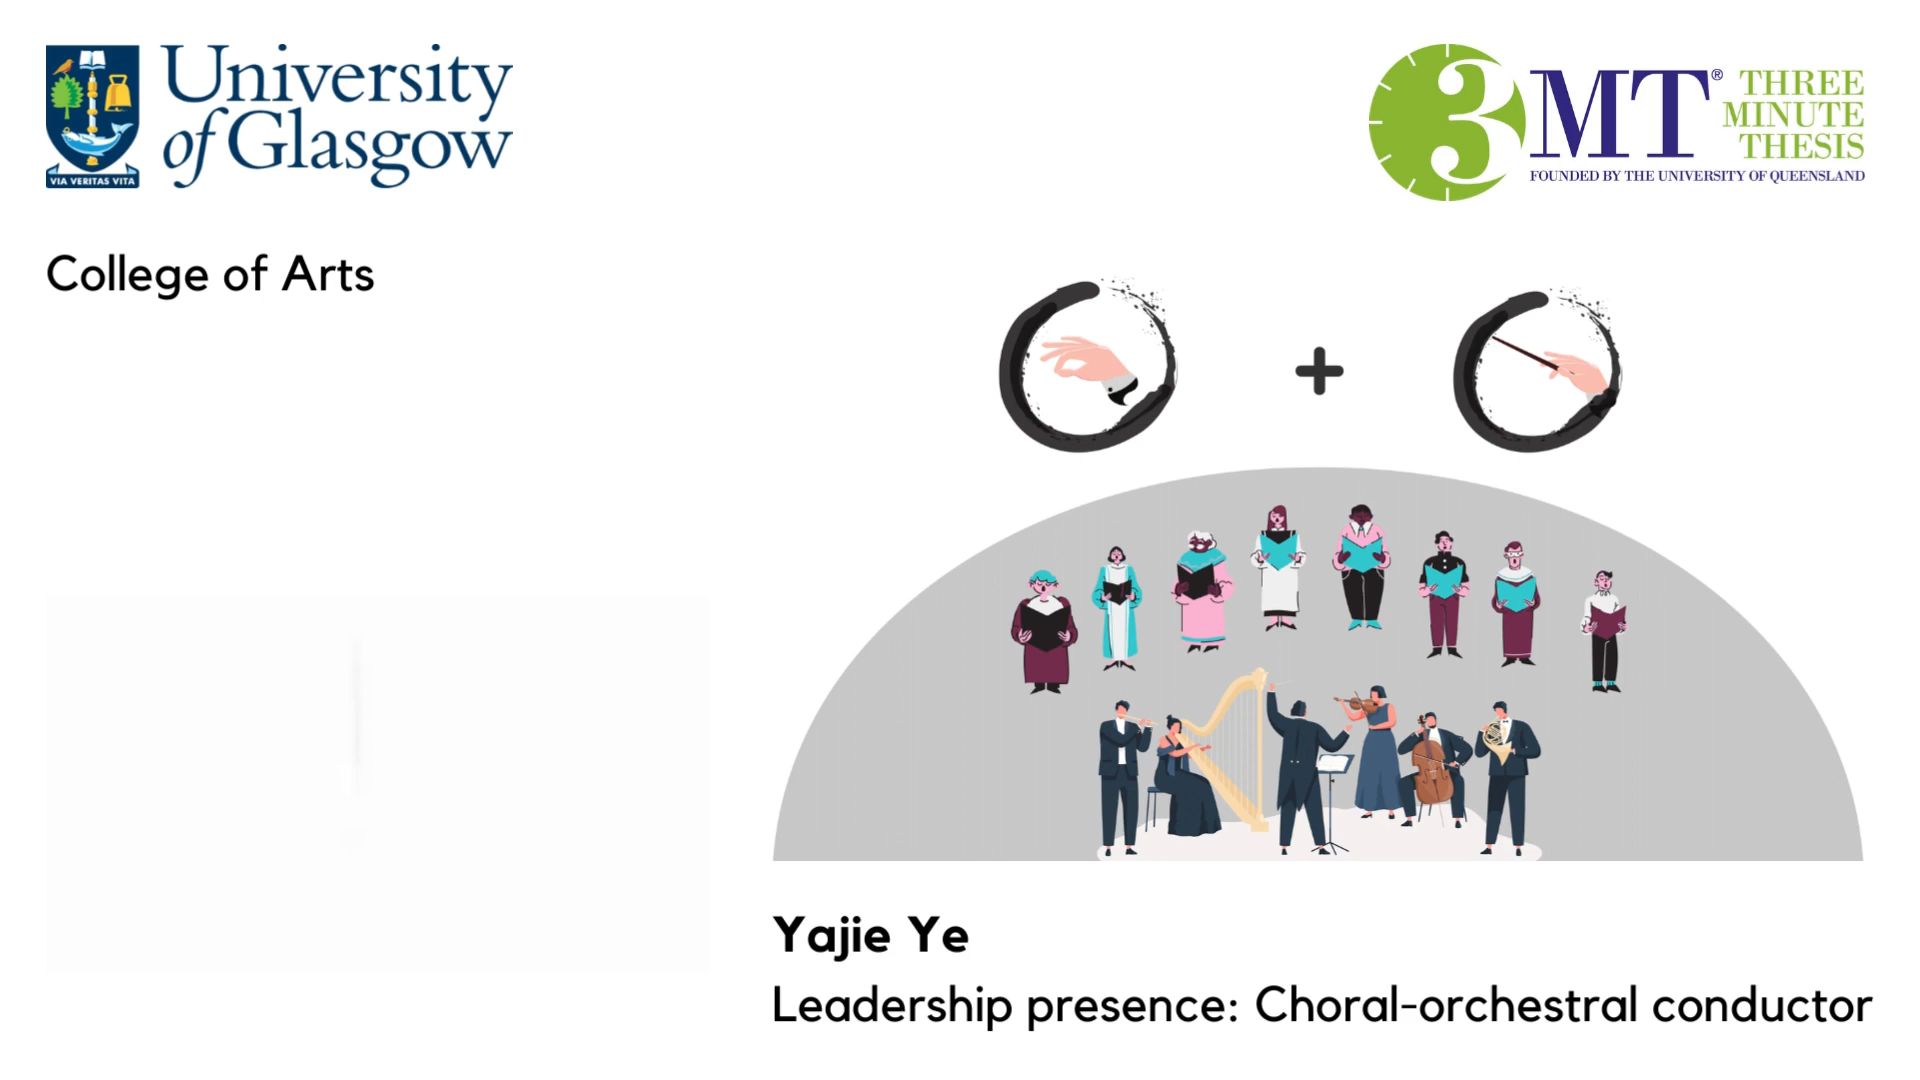 University
of Glasgow
VIA VERITAS VITA
3MT® THREE
MINUTE
THESIS
FOUNDED BY THE UNIVERSITY OF QUEENSLAND
College of Arts
Yajie Ye
Leadership presence: Choral-orchestral conductor